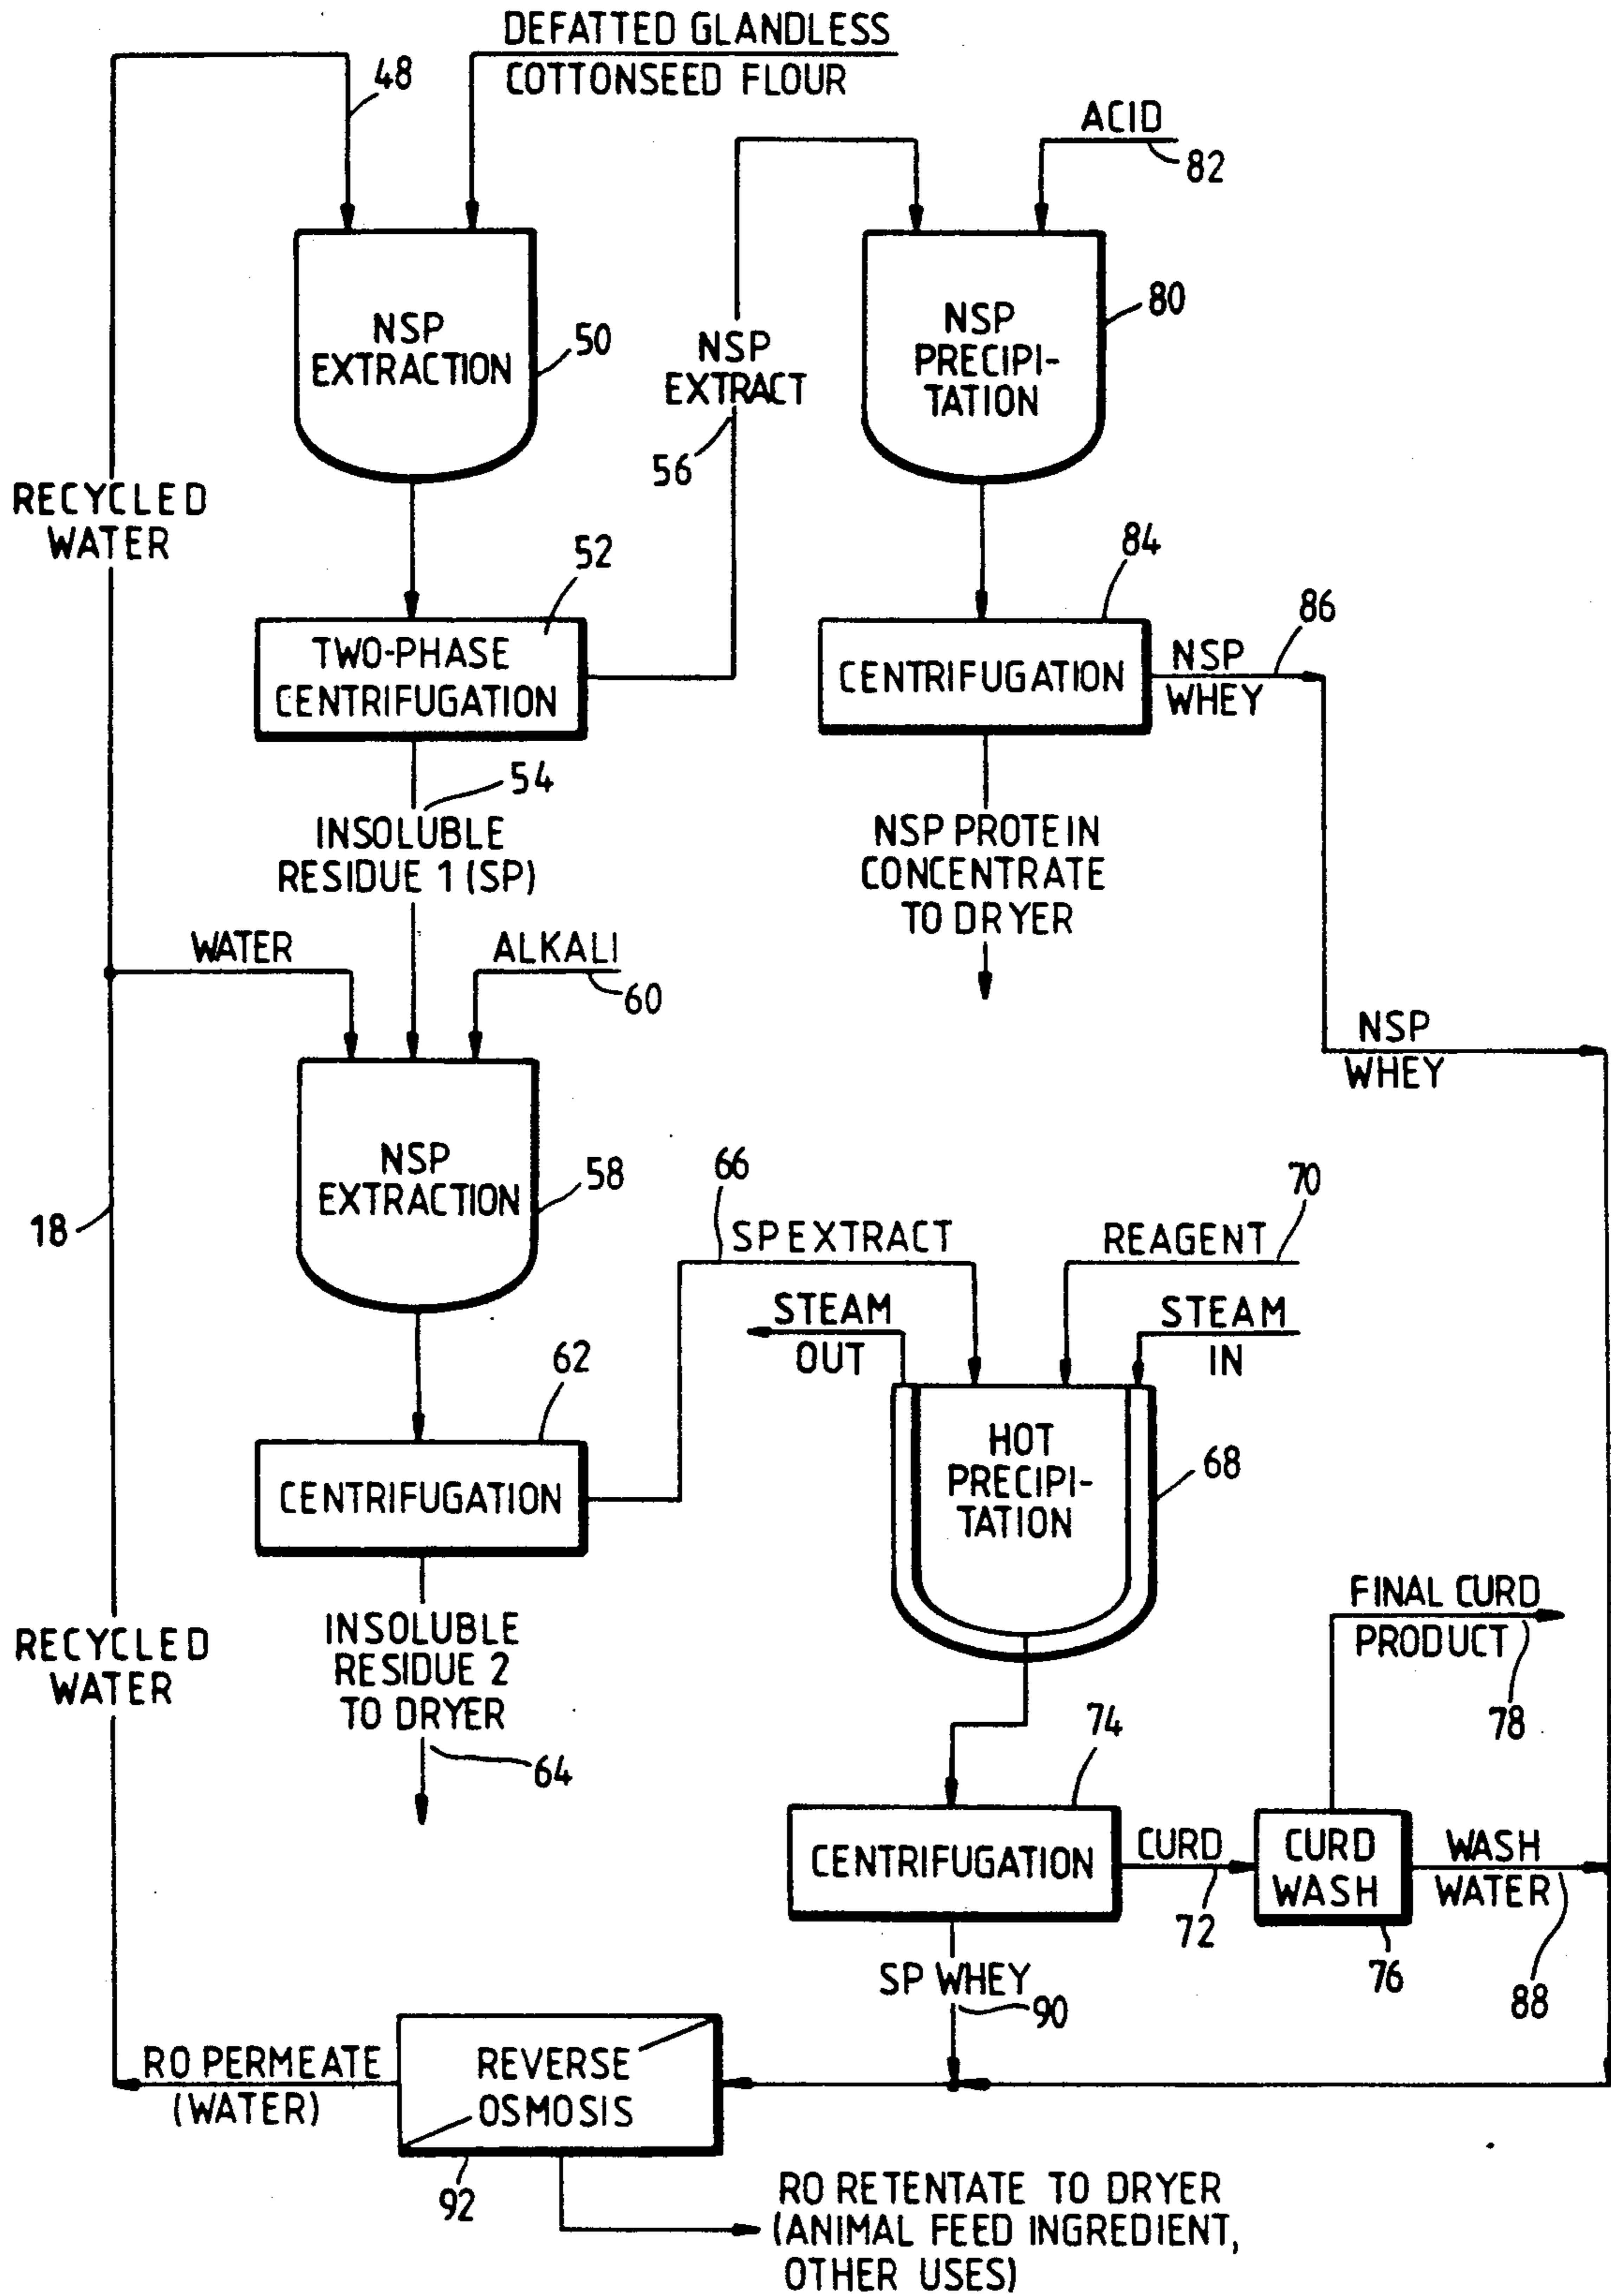 DEFATTED GLANDLESS
COTTONSEED FLOUR
48
ACID
82
NSP
EXTRACTION
50
NSP
EXTRACT
56
NSP
PRECIPI-
TATION
80
RECYCLED
WATER
52
TWO-PHASE
CENTRIFUGATION
84
CENTRIFUGATION
NSP
WHEY
86
54
INSOLUBLE
RESIDUE 1 (SP)
NSP PROTEIN
CONCENTRATE
TO DRYER
WATER
ALKALI
60
NSP
WHEY
NSP
EXTRACTION
58
18
66
SP EXTRACT
REAGENT
70
STEAM
OUT
STEAM
IN
62
CENTRIFUGATION
HOT
PRECIPI-
TATION
68
RECYCLED
WATER
INSOLUBLE
RESIDUE 2
TO DRYER
64
FINAL CURD
PRODUCT
78
74
CENTRIFUGATION
CURD
72
CURD
WASH
76
WASH
WATER
88
SP WHEY
90
RO PERMEATE
(WATER)
REVERSE
OSMOSIS
92
RO RETENTATE TO DRYER
(ANIMAL FEED INGREDIENT,
OTHER USES)